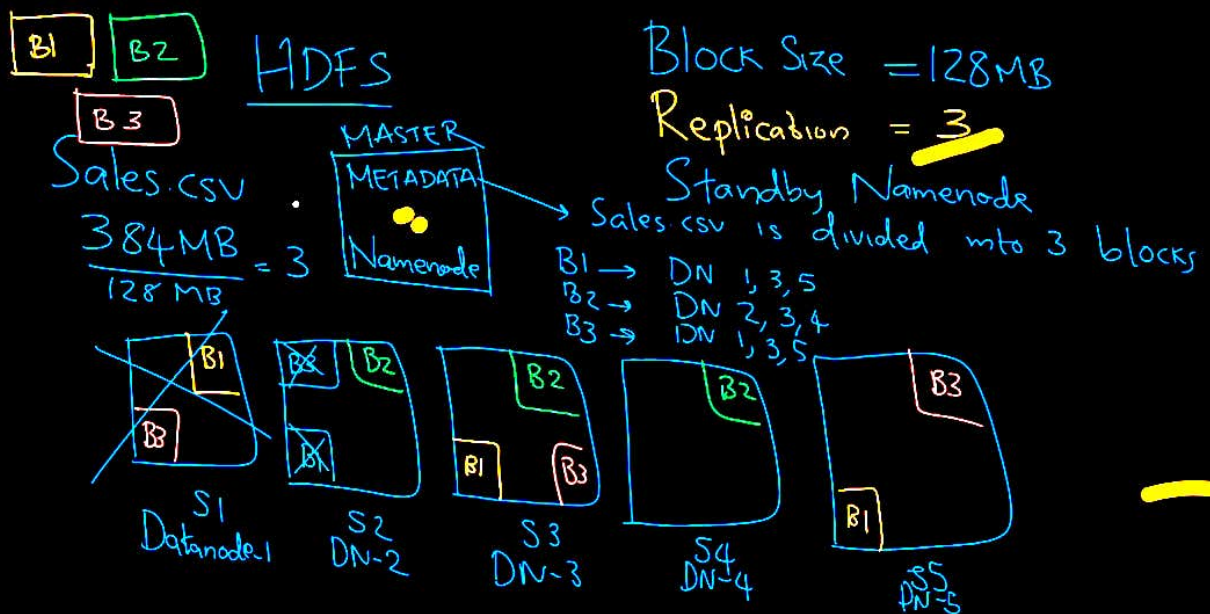 B1 B2
HDFS
B3
Block Size = 128MB
Replication = 3
Standby Namenode
Sales.csv
384MB
128 MB
= 3
MASTER
METADATA
Namenode
Sales.csv is divided into 3 blocks
B1 → DN 1, 3, 5
B2 → DN 2, 3, 4
B3 → DN 1, 3, 5
B1
B3
S1
Datanode-1
B2
B1
S2
DN-2
B2
B1 B3
S3
DN-3
B2
S4
DN-4
B3
B1
S5
DN-5